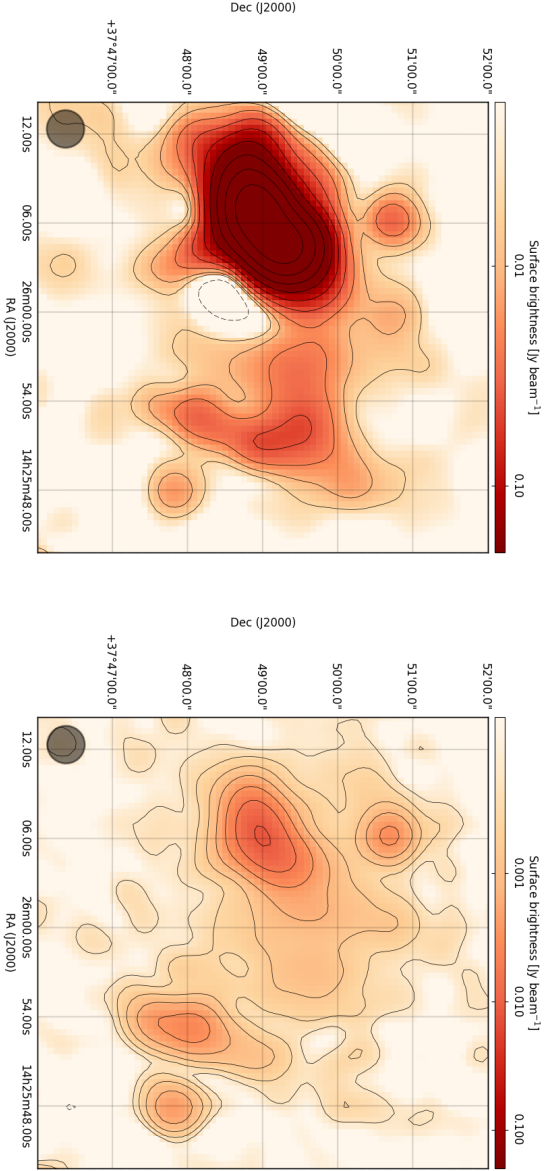 Dec (J2000)
+37°47'00.0"
48'00.0"
49'00.0"
50'00.0"
51'00.0"
52'00.0"
12.00s
06.00s
26m00.00s
54.00s
14h25m48.00s
RA (J2000)
0.01
0.10
Surface brightness [Jy beam⁻¹]
Dec (J2000)
+37°47'00.0"
48'00.0"
49'00.0"
50'00.0"
51'00.0"
52'00.0"
12.00s
06.00s
26m00.00s
54.00s
14h25m48.00s
RA (J2000)
0.001
0.010
0.100
Surface brightness [Jy beam⁻¹]